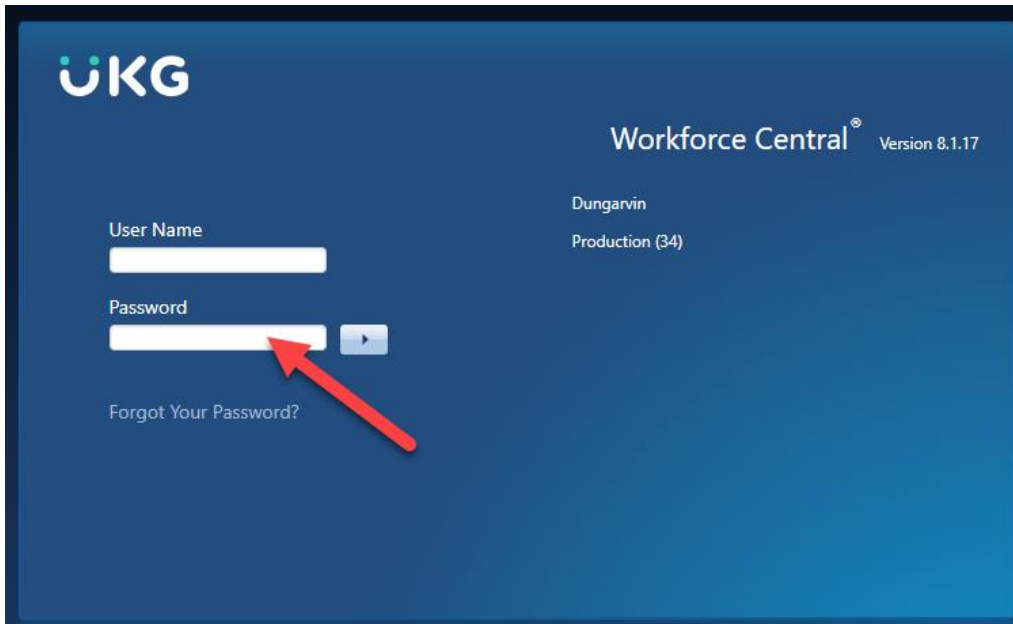 UKG
Workforce Central® Version 8.1.17
Dungarvin
Production (34)
User Name
Password
Forgot Your Password?